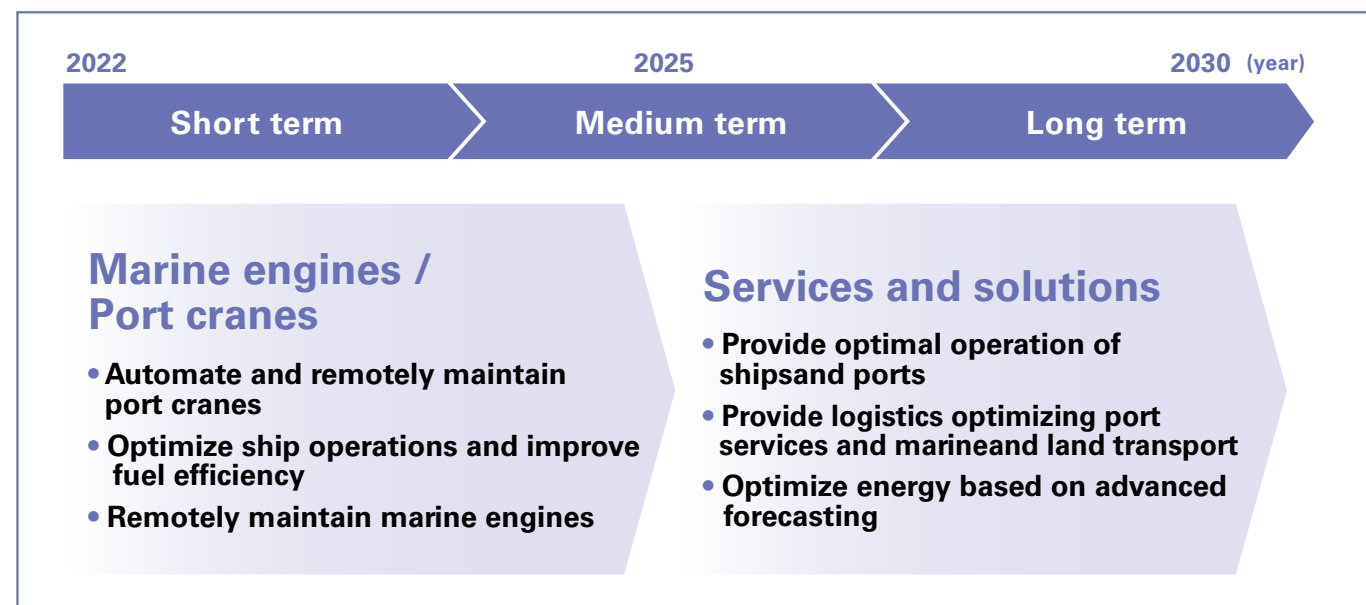 2022
2025
2030 (year)
Short term
Medium term
Long term
Marine engines /
Port cranes
• Automate and remotely maintain
port cranes
• Optimize ship operations and improve
fuel efficiency
• Remotely maintain marine engines
Services and solutions
• Provide optimal operation of
shipsand ports
• Provide logistics optimizing port
services and marineand land transport
• Optimize energy based on advanced
forecasting